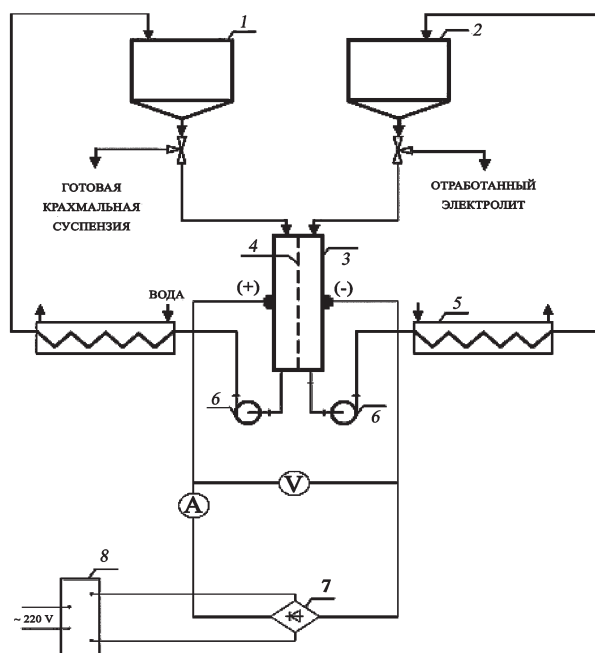 1
2
ГОТОВАЯ
КРАХМАЛЬНАЯ
СУСПЕНЗИЯ
ОТРАБОТАННЫЙ
ЭЛЕКТРОЛИТ
4
3
(+)
(-)
ВОДА
5
6
6
V
A
8
7
~ 220 V